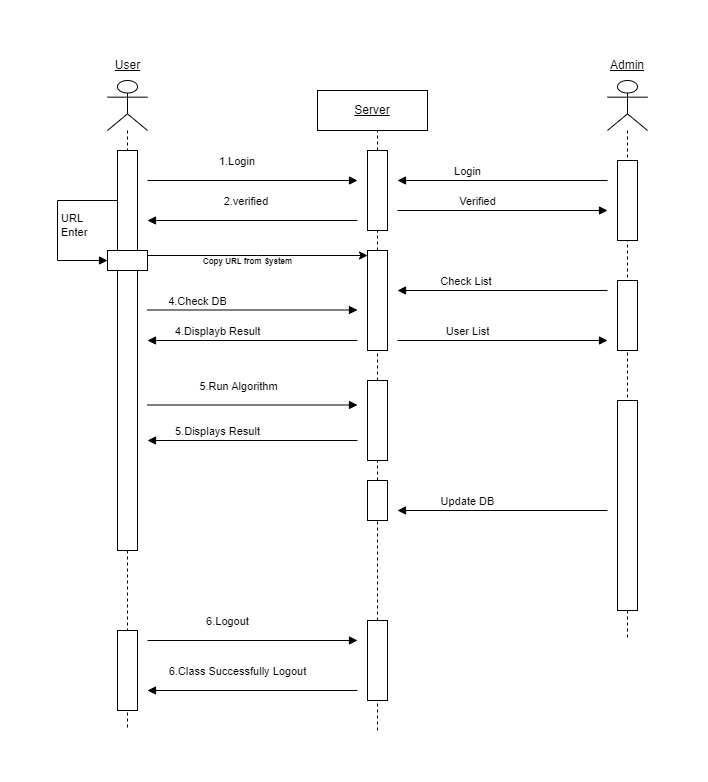 User
Admin
Server
1.Login
Login
2.verified
Verified
URL
Enter
Copy URL from System
Check List
4.Check DB
4.Displayb Result
User List
5.Run Algorithm
5.Displays Result
Update DB
6.Logout
6.Class Successfully Logout